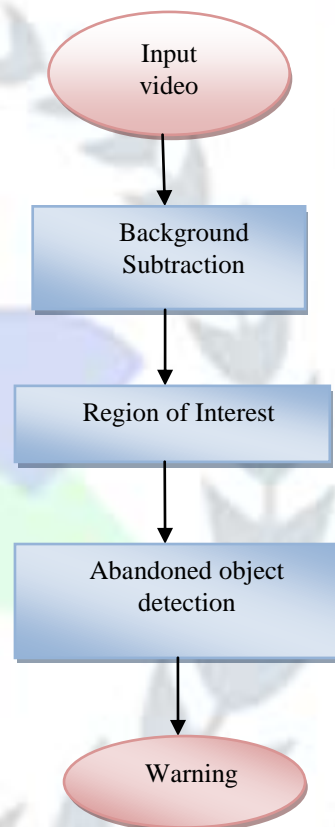 Input
video
Background
Subtraction
Region of Interest
Abandoned object
detection
Warning